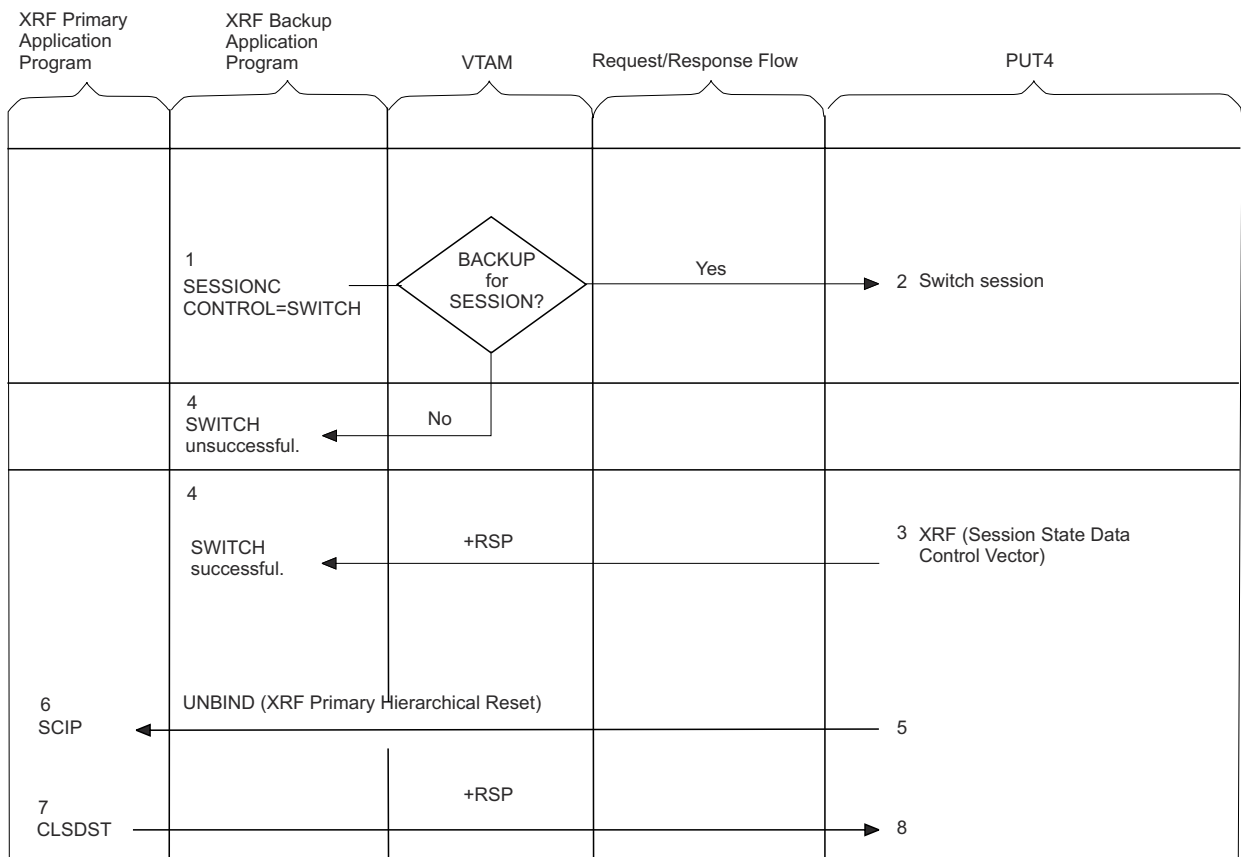 XRF Primary
Application
Program
XRF Backup
Application
Program
VTAM
Request/Response Flow
PUT4
1
SESSIONC
CONTROL=SWITCH
BACKUP
for
SESSION?
Yes
2 Switch session
4
SWITCH
unsuccessful.
No
4
SWITCH
successful.
+RSP
3 XRF (Session State Data
Control Vector)
6
SCIP
UNBIND (XRF Primary Hierarchical Reset)
5
7
CLSDST
+RSP
8